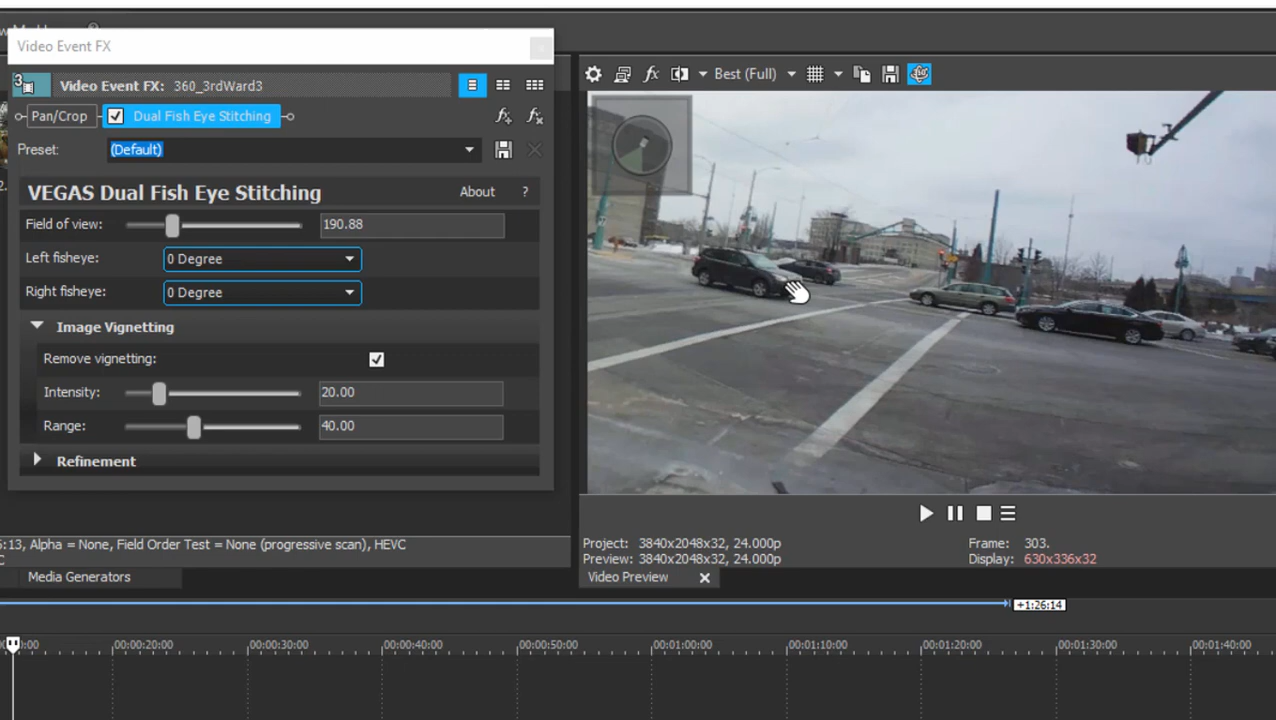 Video Event FX
3
Video Event FX: 360_3rdWard3
Pan/Crop
Dual Fish Eye Stitching
Preset:
(Default)
VEGAS Dual Fish Eye Stitching
About
?
Field of view:
190.88
Left fisheye:
0 Degree
Right fisheye:
0 Degree
Image Vignetting
Remove vignetting:
Intensity:
20.00
Range:
40.00
Refinement
:13, Alpha = None, Field Order Test = None (progressive scan), HEVC
Media Generators
fx
Best (Full)
Project: 3840x2048x32, 24.000p
Preview: 3840x2048x32, 24.000p
Frame: 303.
Display: 630x336x32
Video Preview
+1:26:14
00:00:20:00
00:00:30:00
00:00:40:00
00:00:50:00
00:01:00:00
00:01:10:00
00:01:20:00
00:01:30:00
00:01:40:00